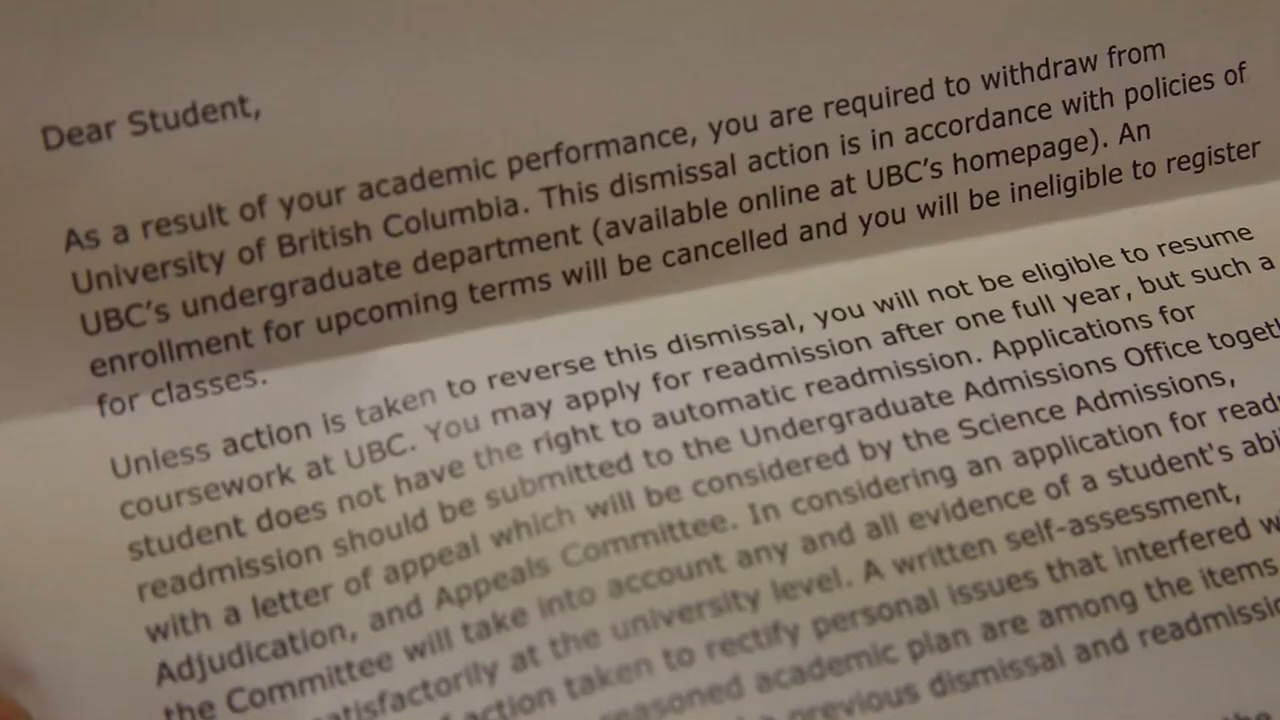 Dear Student,
As a result of your academic performance, you are required to withdraw from
University of British Columbia. This dismissal action is in accordance with policies of
UBC's undergraduate department (available online at UBC's homepage). An
enrollment for upcoming terms will be cancelled and you will be ineligible to register
for classes.
Unless action is taken to reverse this dismissal, you will not be eligible to resume
coursework at UBC. You may apply for readmission after one full year, but such a
student does not have the right to automatic readmission. Applications for
readmission should be submitted to the Undergraduate Admissions Office
with a letter of appeal which will be considered by the Science Admissions,
Adjudication, and Appeals Committee. In considering an application for
the Committee will take into account any and all evidence of a student's
at the university level. A written self-assessment,
taken to rectify personal issues that interfered
academic plan are among the items
previous dismissal and